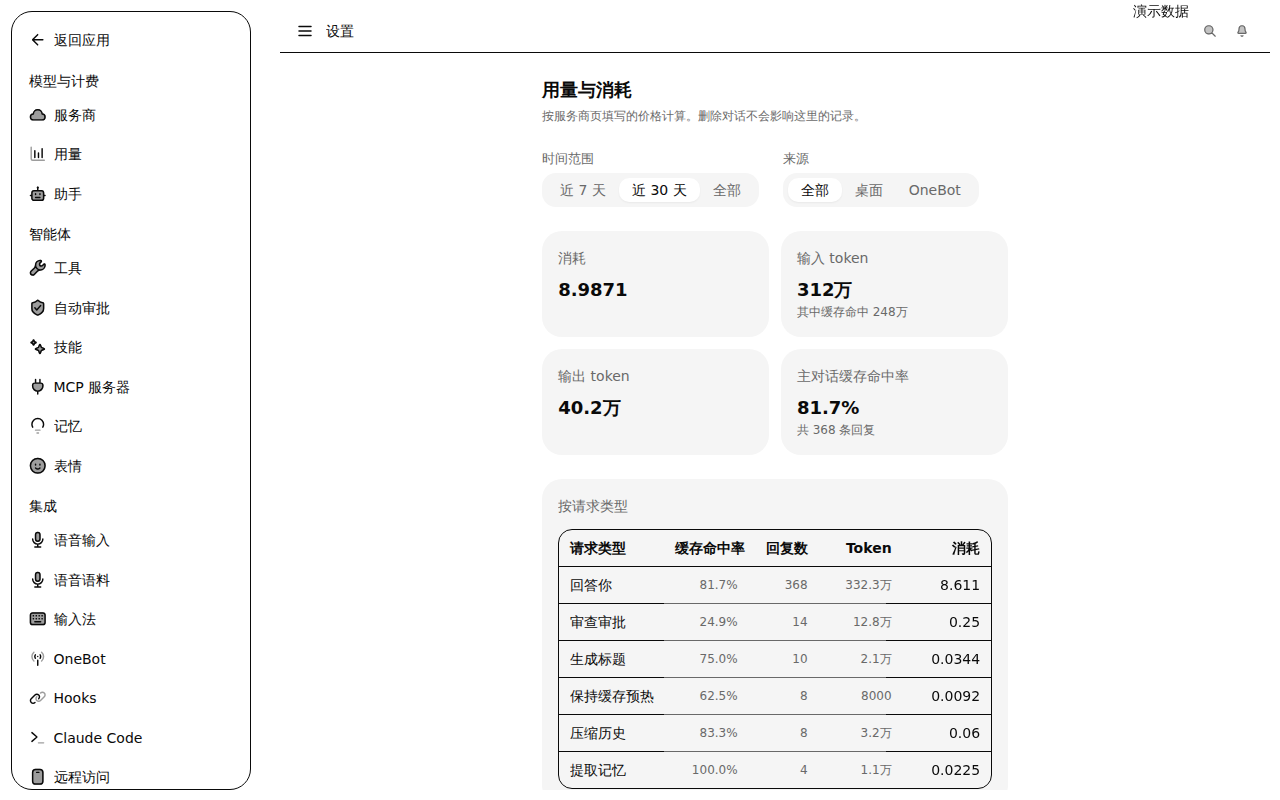 返回应用
模型与计费
服务商
用量
助手
智能体
工具
自动审批
技能
MCP 服务器
记忆
表情
集成
语音输入
语音语料
输入法
OneBot
Hooks
Claude Code
远程访问
设置
演示数据
用量与消耗
按服务商页填写的价格计算。删除对话不会影响这里的记录。
时间范围
近 7 天 近 30 天 全部
来源
全部 桌面 OneBot
消耗
8.9871
输入 token
312万
其中缓存命中 248万
输出 token
40.2万
主对话缓存命中率
81.7%
共 368 条回复
按请求类型
请求类型 缓存命中率 回复数 Token 消耗
回答你 81.7% 368 332.3万 8.611
审查审批 24.9% 14 12.8万 0.25
生成标题 75.0% 10 2.1万 0.0344
保持缓存预热 62.5% 8 8000 0.0092
压缩历史 83.3% 8 3.2万 0.06
提取记忆 100.0% 4 1.1万 0.0225